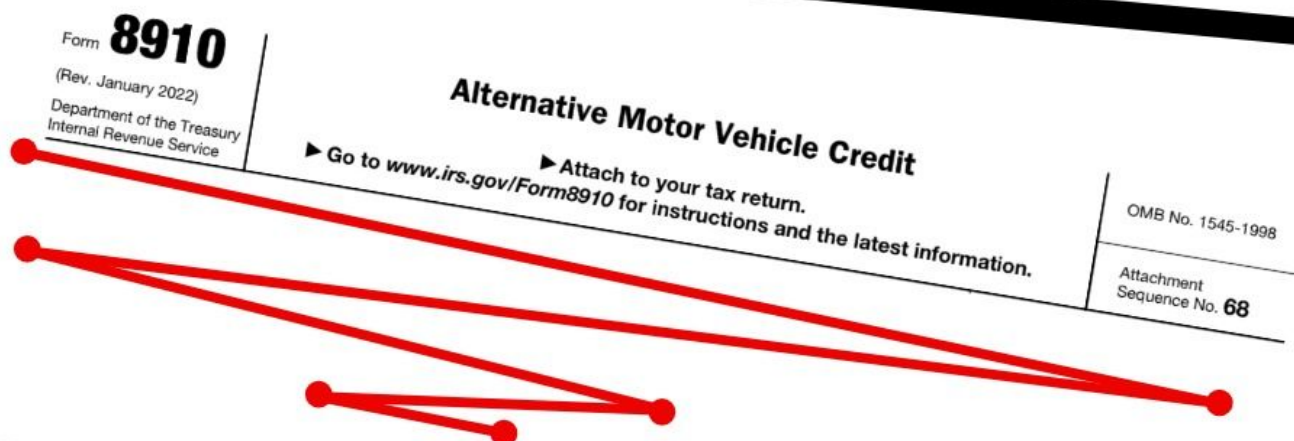 Form 8910
(Rev. January 2022)
Department of the Treasury
Internal Revenue Service
Alternative Motor Vehicle Credit
▶ Attach to your tax return.
▶ Go to www.irs.gov/Form8910 for instructions and the latest information.
OMB No. 1545-1998
Attachment
Sequence No. 68